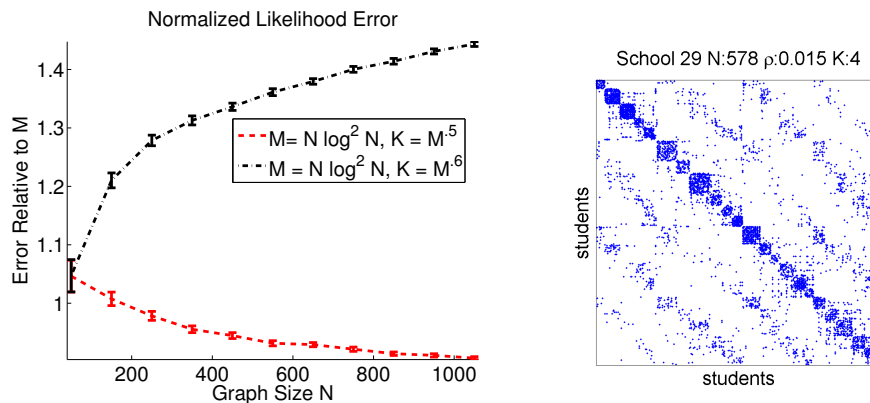 Normalized Likelihood Error
Error Relative to M
1.4
1.3
1.2
1.1
1
M= N log² N, K = M^.5
M = N log² N, K = M^.6
200 400 600 800 1000
Graph Size N
School 29 N:578 ρ:0.015 K:4
students
students